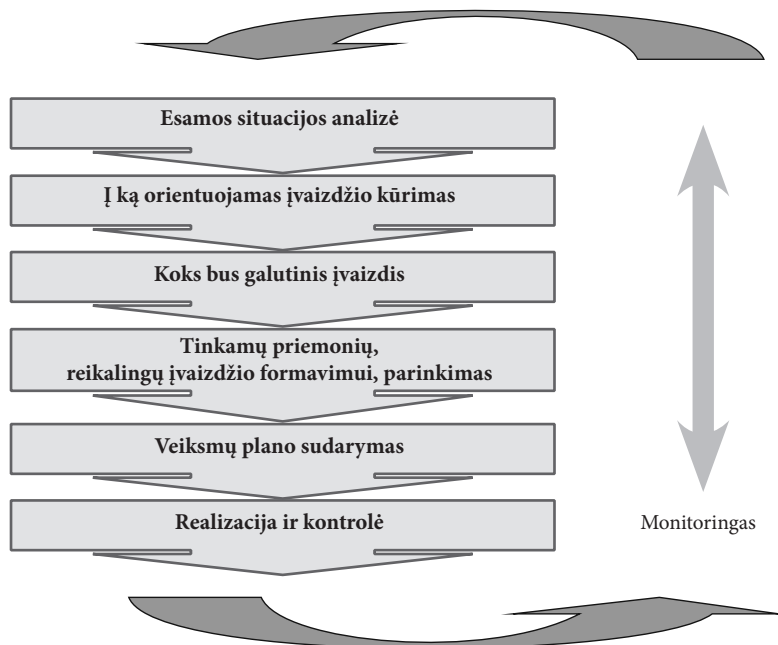 Esamos situacijos analizė
Į ką orientuojamas įvaizdžio kūrimas
Koks bus galutinis įvaizdis
Tinkamų priemonių,
reikalingų įvaizdžio formavimui, parinkimas
Veiksmų plano sudarymas
Realizacija ir kontrolė
Monitoringas